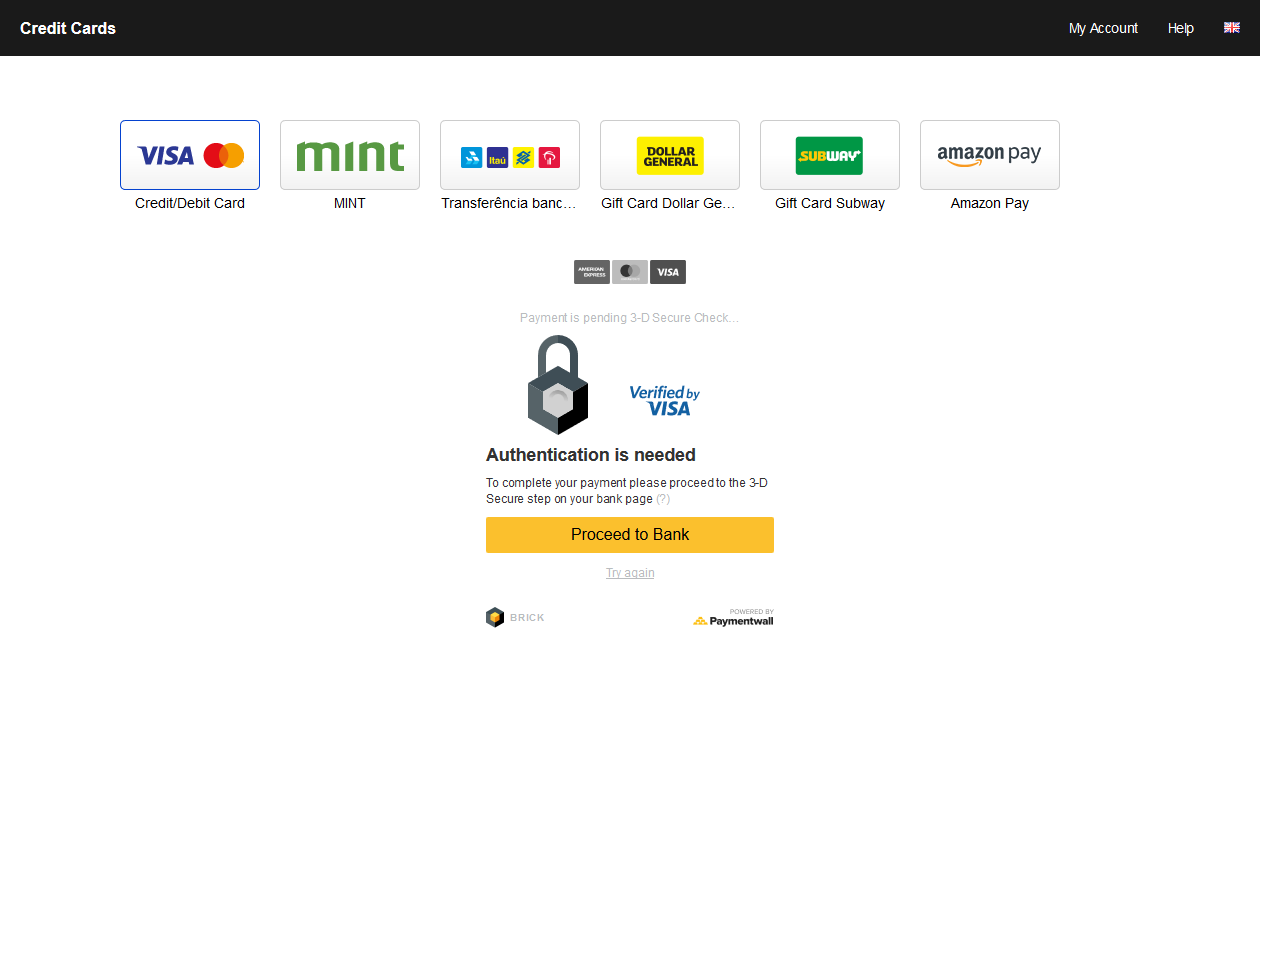 Credit Cards
My Account
Help
VISA
mint
Itaú
DOLLAR
GENERAL
SUBWAY
amazon pay
Credit/Debit Card
MINT
Transferência banc...
Gift Card Dollar Ge...
Gift Card Subway
Amazon Pay
AMERICAN
EXPRESS
VISA
Payment is pending 3-D Secure Check...
Verified by
VISA
Authentication is needed
To complete your payment please proceed to the 3-D
Secure step on your bank page (?)
Proceed to Bank
Try again
BRICK
POWERED BY
Paymentwall